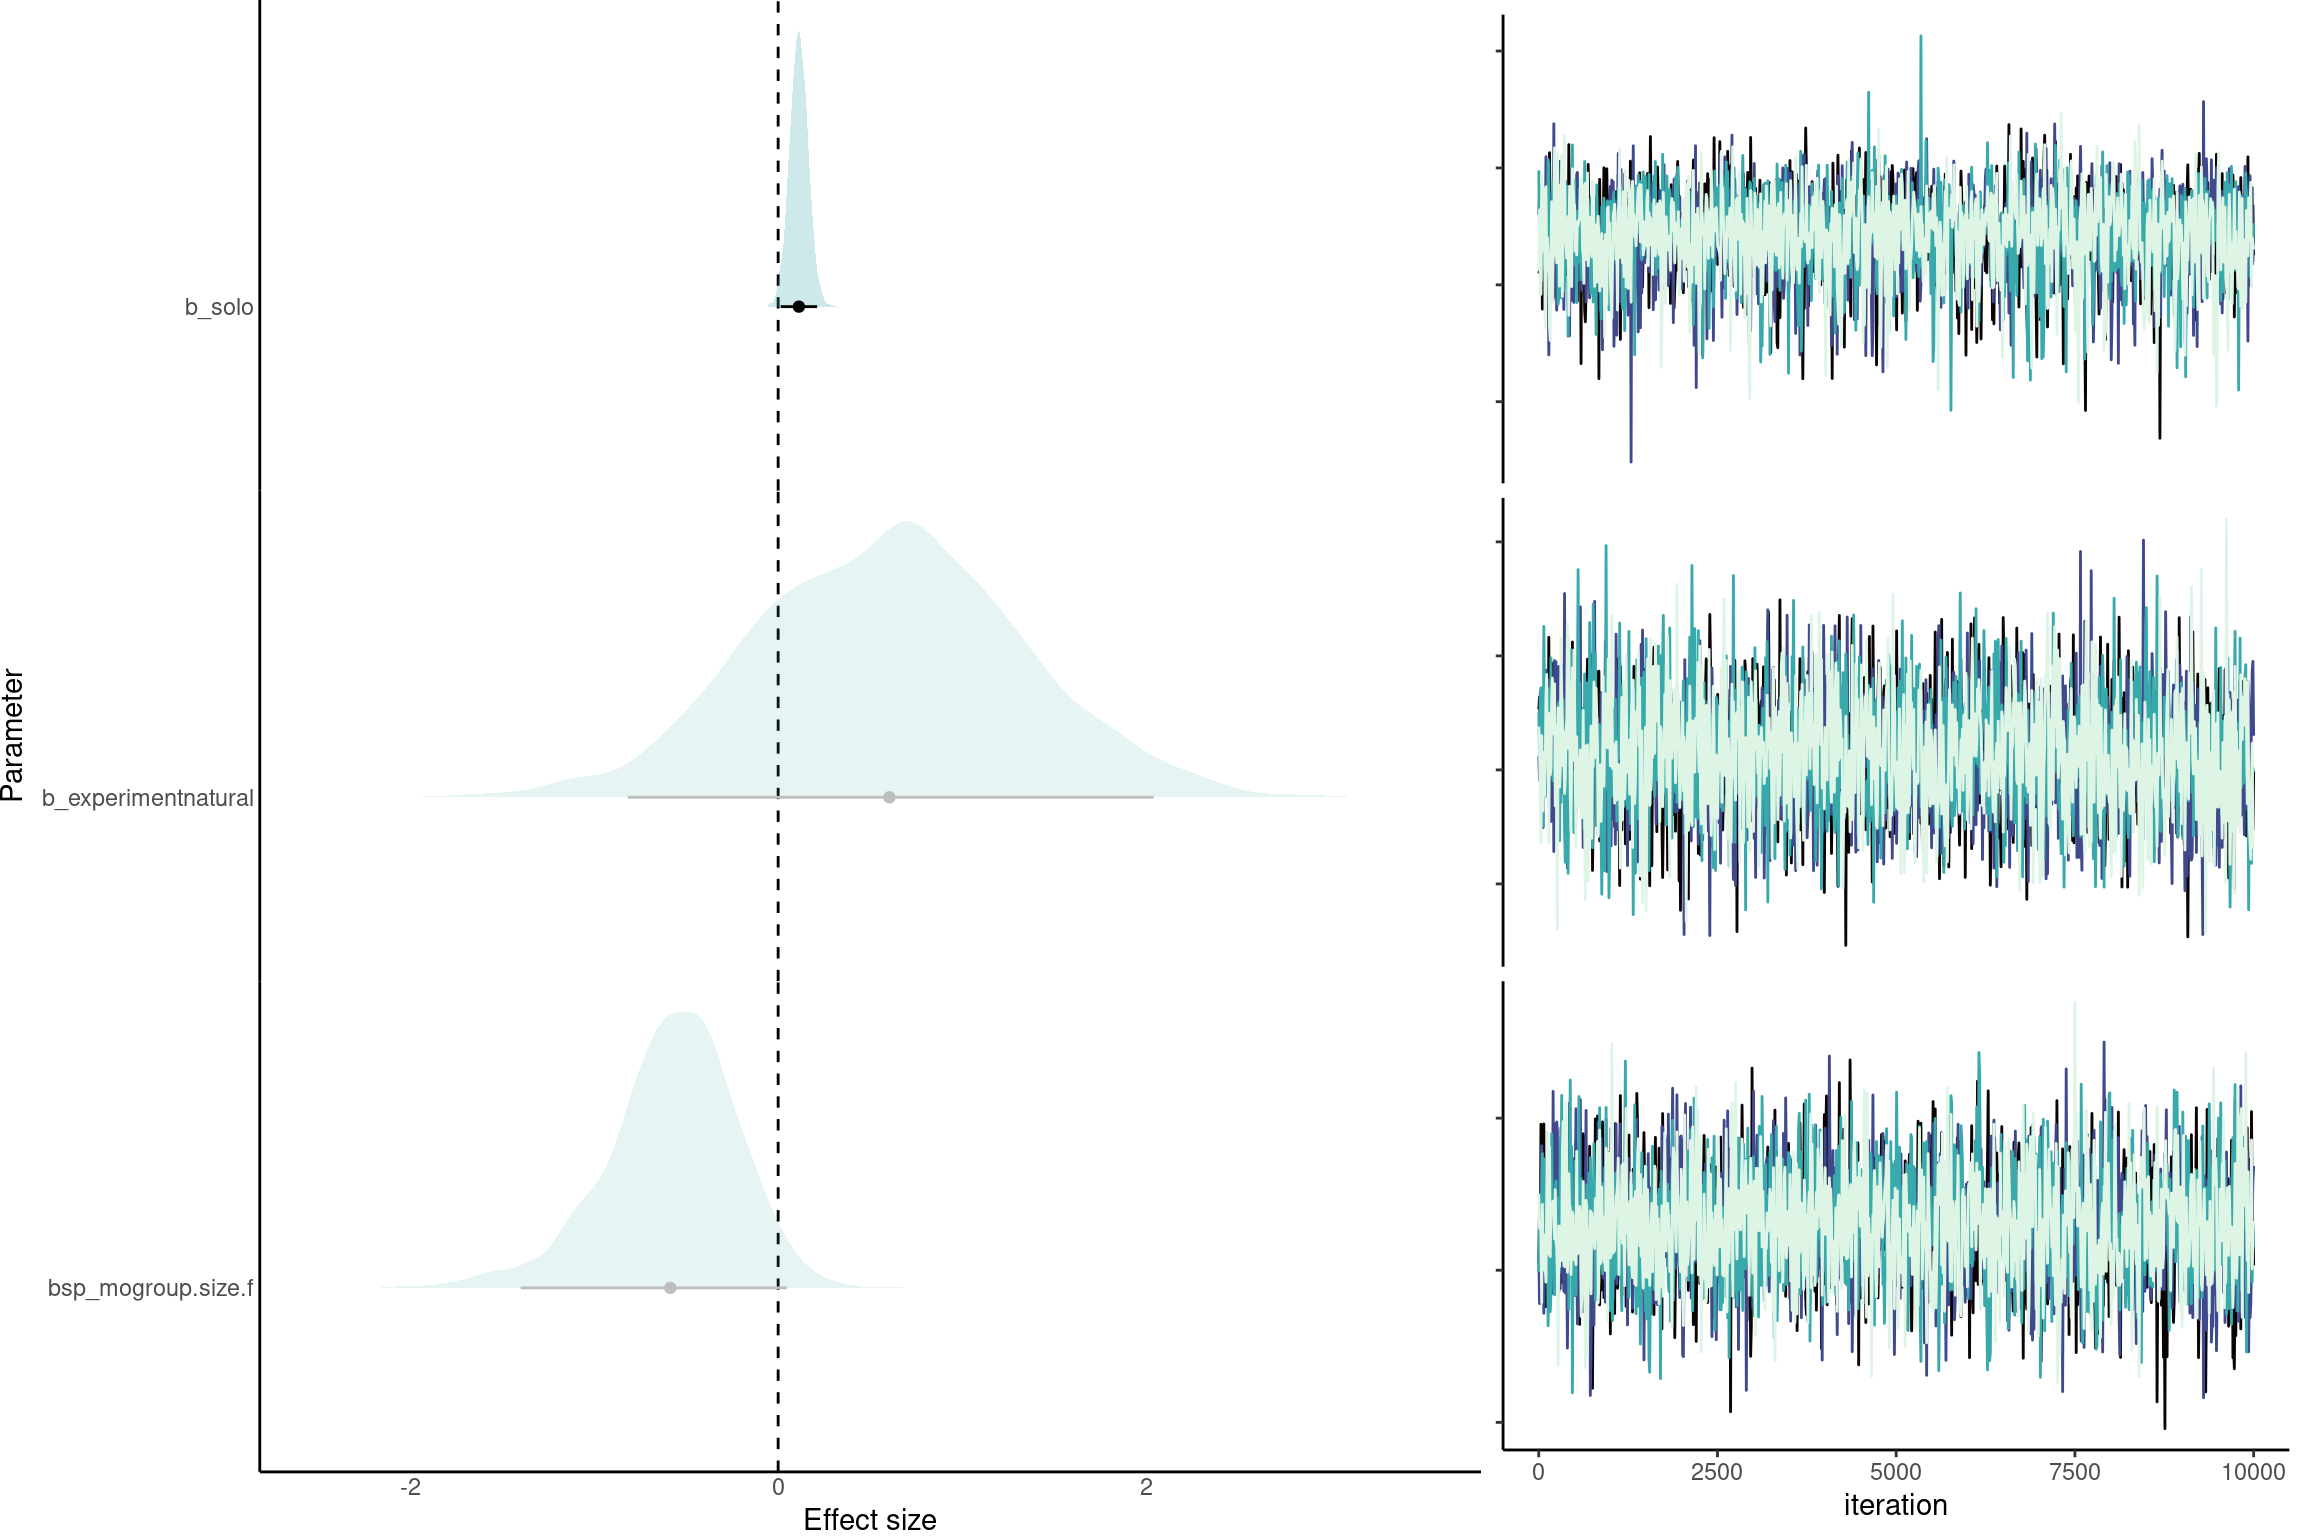 Parameter
b_solo
b_experimentnatural
bsp_mogroup.size.f
-2 0 2
Effect size
0 2500 5000 7500 10000
iteration